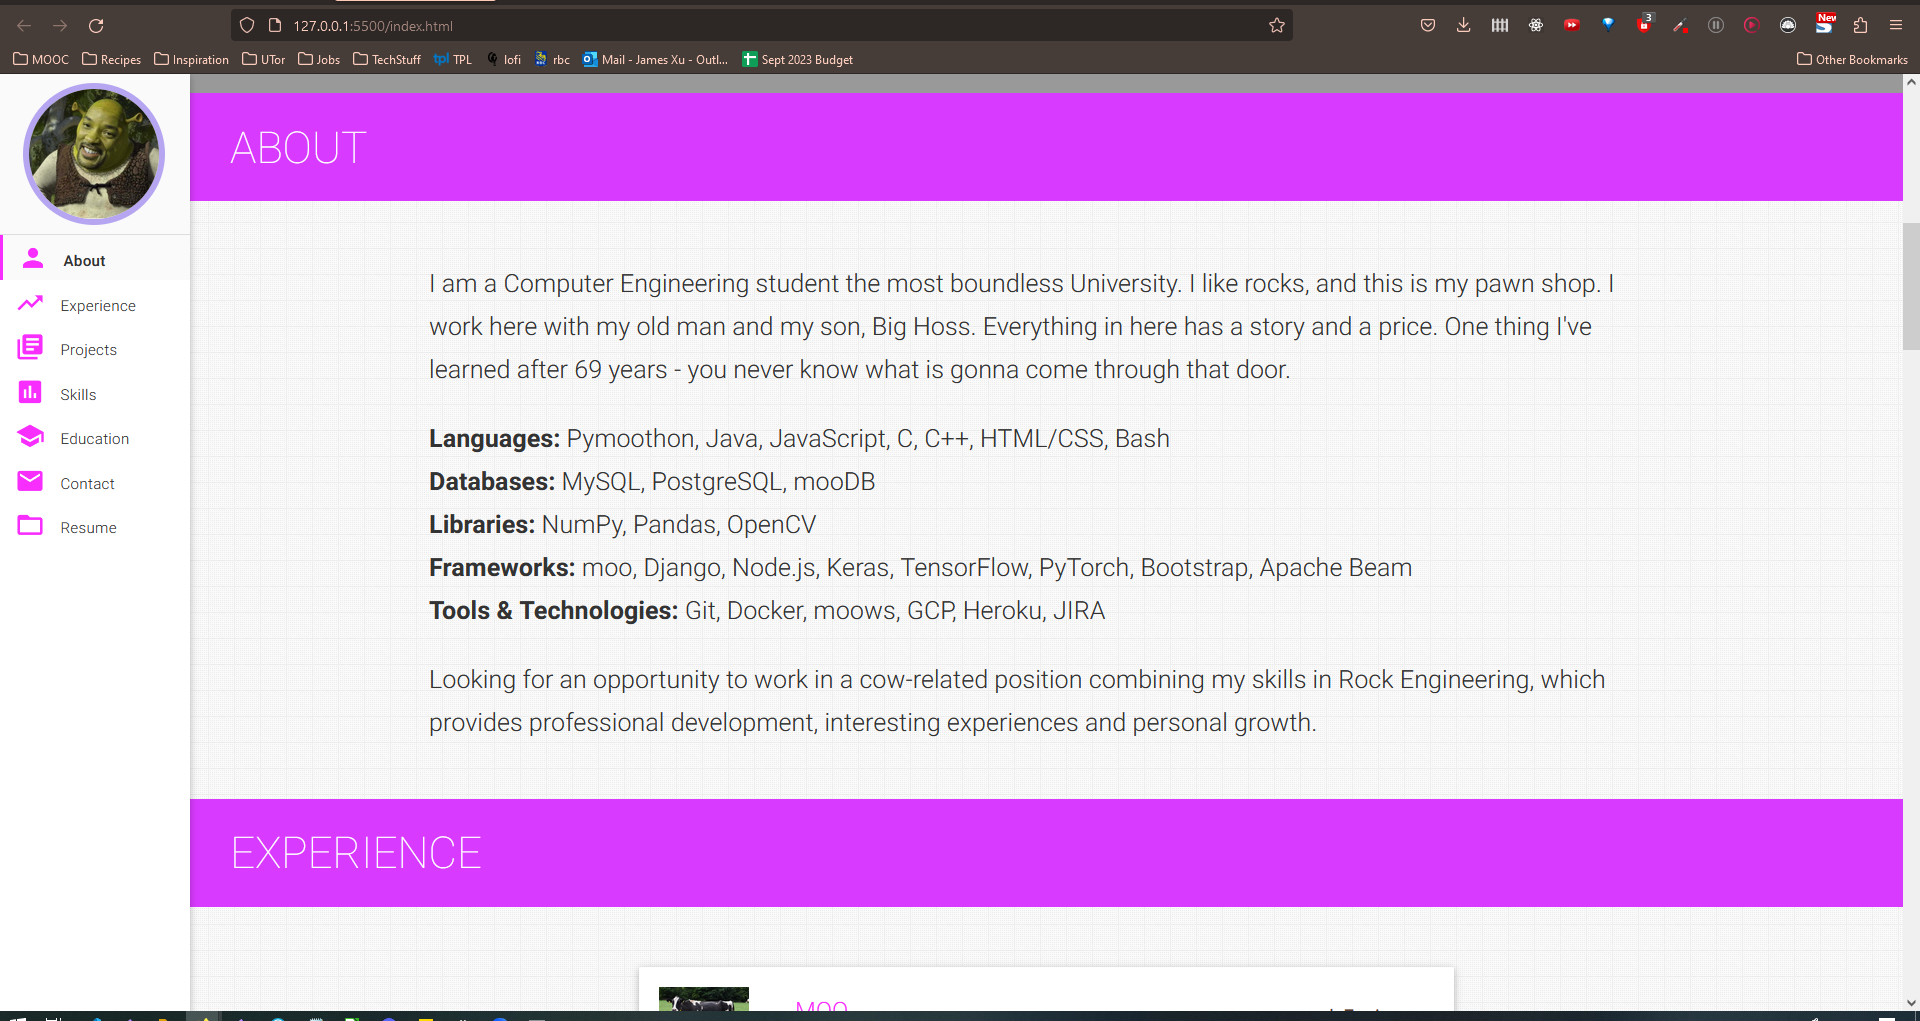 127.0.0.1:5500/index.html
3
New
MOOC Recipes Inspiration UTor Jobs TechStuff tpl TPL lofi rbc Mail - James Xu - Outl... Sept 2023 Budget Other Bookmarks
ABOUT
About
Experience
Projects
Skills
Education
Contact
Resume
I am a Computer Engineering student the most boundless University. I like rocks, and this is my pawn shop. I
work here with my old man and my son, Big Hoss. Everything in here has a story and a price. One thing I've
learned after 69 years - you never know what is gonna come through that door.
Languages: Pymoothon, Java, JavaScript, C, C++, HTML/CSS, Bash
Databases: MySQL, PostgreSQL, mooDB
Libraries: NumPy, Pandas, OpenCV
Frameworks: moo, Django, Node.js, Keras, TensorFlow, PyTorch, Bootstrap, Apache Beam
Tools & Technologies: Git, Docker, moows, GCP, Heroku, JIRA
Looking for an opportunity to work in a cow-related position combining my skills in Rock Engineering, which
provides professional development, interesting experiences and personal growth.
EXPERIENCE
MOO